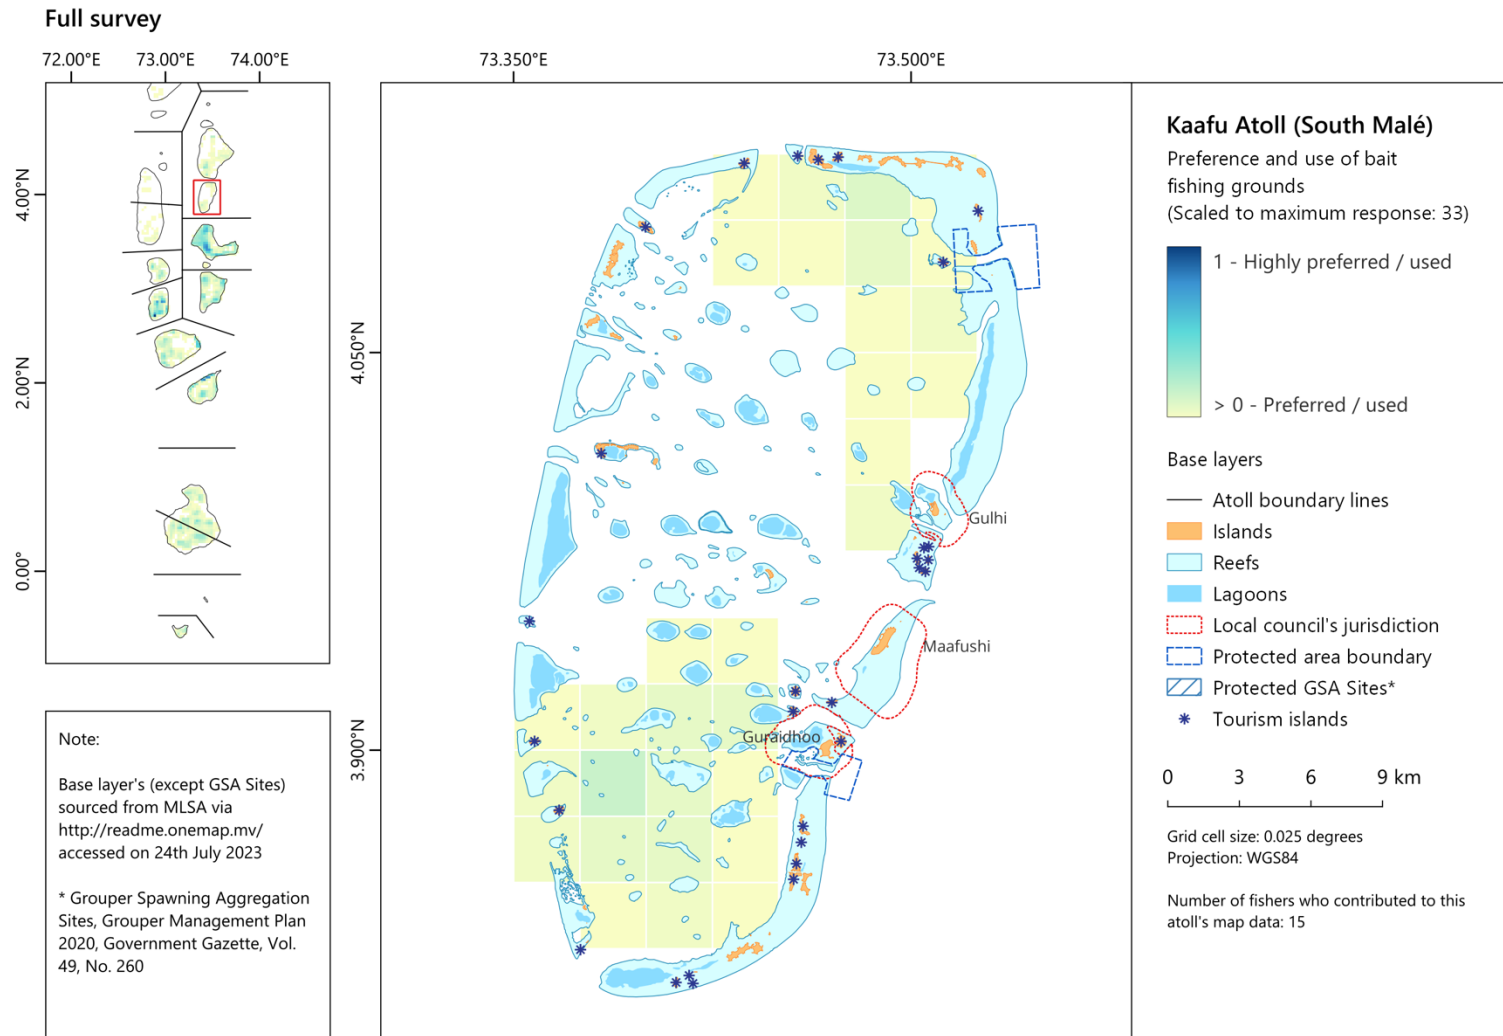 Full survey
72.00°E 73.00°E 74.00°E
4.00°N
2.00°N
0.00°
73.350°E 73.500°E
4.050°N
3.900°N
Gulhi
Maafushi
Guraidhoo
Note:
Base layer's (except GSA Sites)
sourced from MLSA via
http://readme.onemap.mv/
accessed on 24th July 2023
* Grouper Spawning Aggregation
Sites, Grouper Management Plan
2020, Government Gazette, Vol.
49, No. 260
Kaafu Atoll (South Malé)
Preference and use of bait
fishing grounds
(Scaled to maximum response: 33)
1 - Highly preferred / used
> 0 - Preferred / used
Base layers
Atoll boundary lines
Islands
Reefs
Lagoons
Local council's jurisdiction
Protected area boundary
Protected GSA Sites*
Tourism islands
0 3 6 9 km
Grid cell size: 0.025 degrees
Projection: WGS84
Number of fishers who contributed to this
atoll's map data: 15